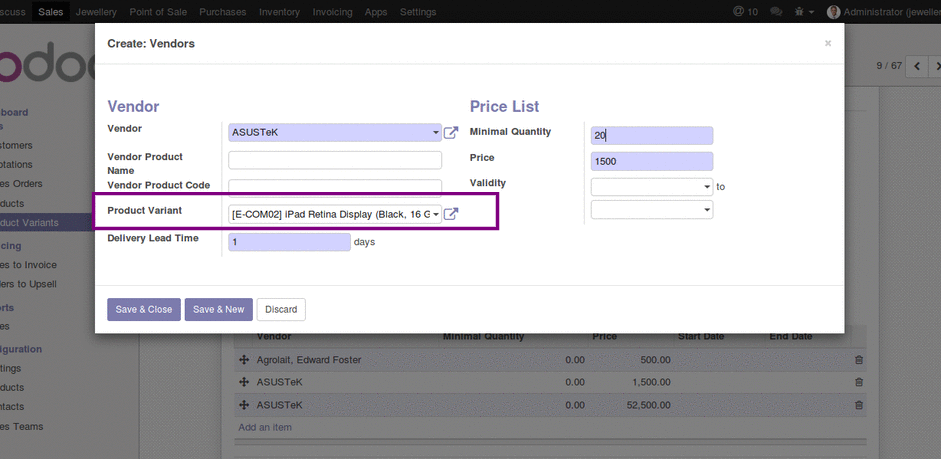 scuss Sales Jewellery Point of Sale Purchases Inventory Invoicing Apps Settings @ 10 Administrator (jewelle
Create: Vendors ×
odoo
9 / 67
Vendor
Price List
Vendor ASUSTeK
Minimal Quantity 20
Vendor Product Name
Price 1500
Vendor Product Code
Validity to
Product Variant [E-COM02] iPad Retina Display (Black, 16 G
Delivery Lead Time 1 days
Save & Close Save & New Discard
board
s
stomers
otations
es Orders
ducts
duct Variants
cing
es to Invoice
ders to Upsell
orts
es
figuration
tings
ducts
ntacts
es Teams
Vendor Minimal Quantity Price Start Date End Date
Agrolait, Edward Foster 0.00 500.00
ASUSTeK 0.00 1,500.00
ASUSTeK 0.00 52,500.00
Add an item